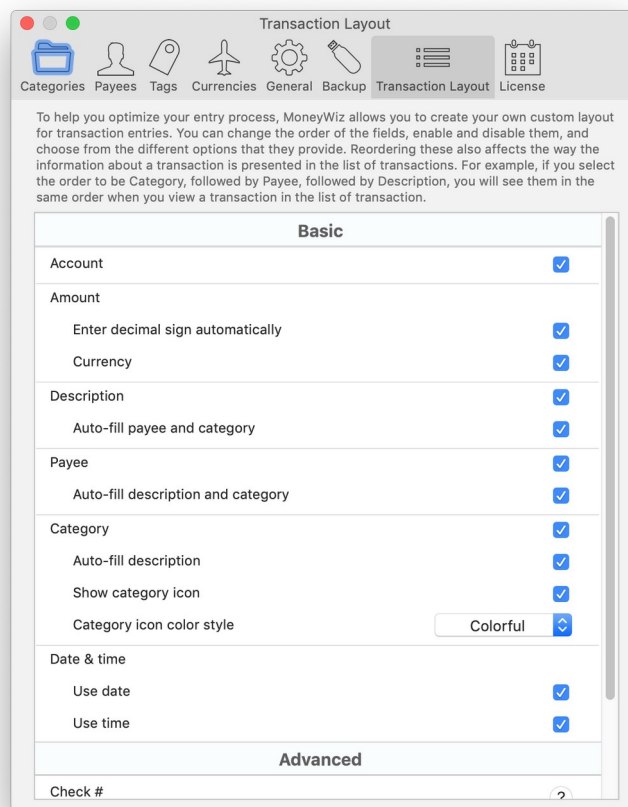 Transaction Layout
Categories Payees Tags Currencies General Backup Transaction Layout License
To help you optimize your entry process, MoneyWiz allows you to create your own custom layout
for transaction entries. You can change the order of the fields, enable and disable them, and
choose from the different options that they provide. Reordering these also affects the way the
information about a transaction is presented in the list of transactions. For example, if you select
the order to be Category, followed by Payee, followed by Description, you will see them in the
same order when you view a transaction in the list of transaction.
Basic
Account
Amount
Enter decimal sign automatically
Currency
Description
Auto-fill payee and category
Payee
Auto-fill description and category
Category
Auto-fill description
Show category icon
Category icon color style Colorful
Date & time
Use date
Use time
Advanced
Check # ?